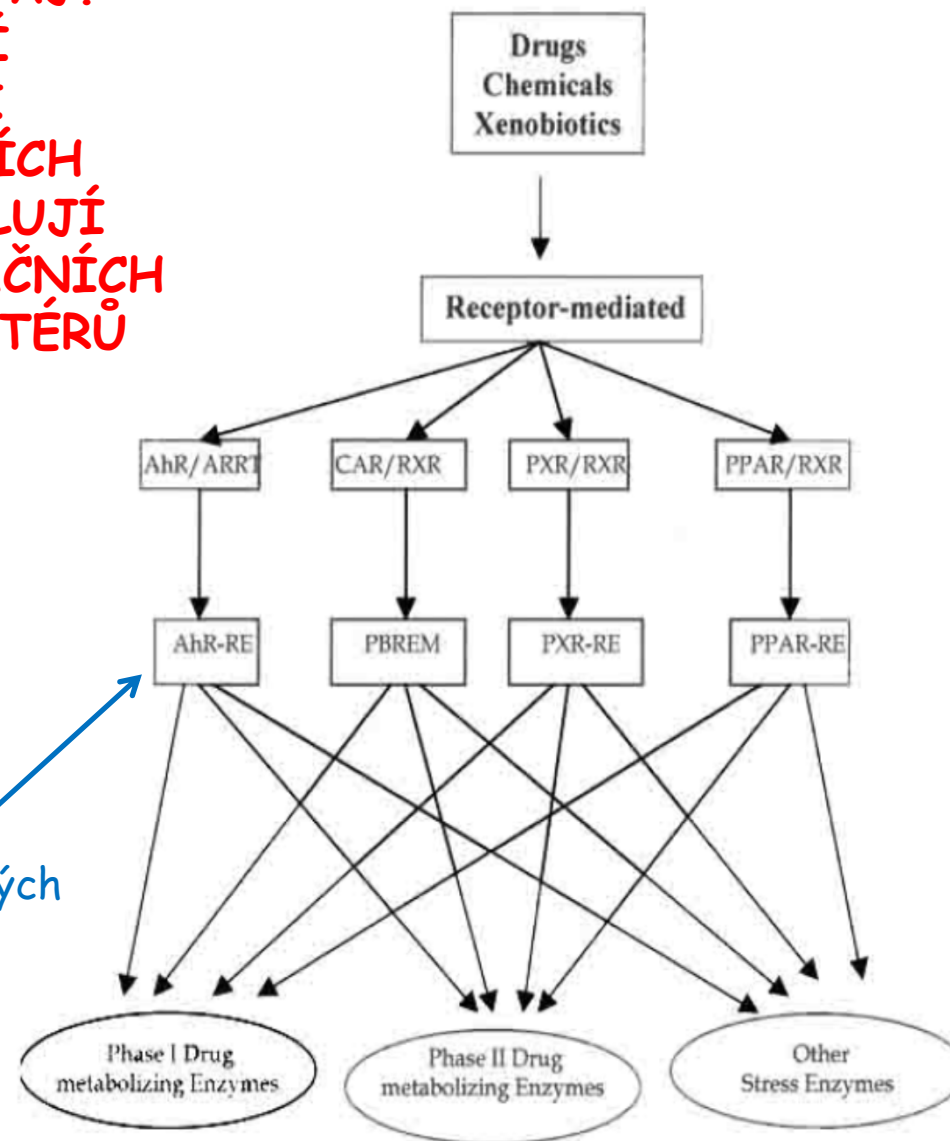 ÍCH
LUJÍ
ČNÍCH
TÉRŮ
Drugs
Chemicals
Xenobiotics
Receptor-mediated
AhR/ARRT
CAR/RXR
PXR/RXR
PPAR/RXR
AhR-RE
PBREM
PXR-RE
PPAR-RE
ých
Phase I Drug
metabolizing Enzymes
Phase II Drug
metabolizing Enzymes
Other
Stress Enzymes